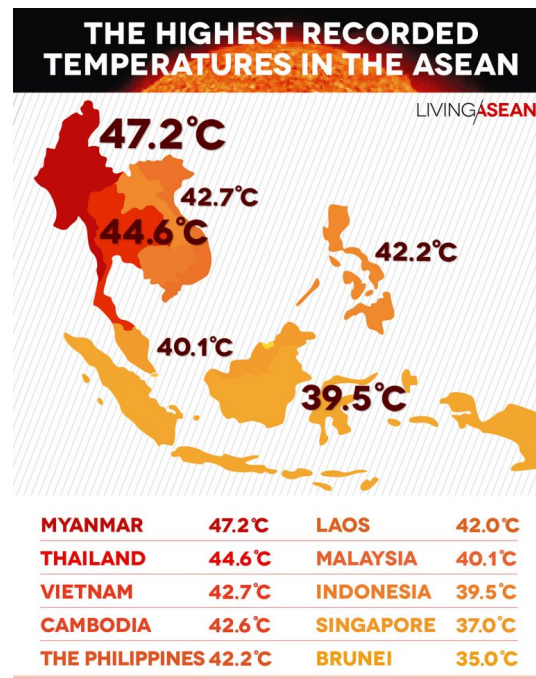 THE HIGHEST RECORDED
TEMPERATURES IN THE ASEAN
LIVING ASEAN
47.2°C
42.7°C
44.6°C
42.2°C
40.1°C
39.5°C
MYANMAR 47.2°C
THAILAND 44.6°C
VIETNAM 42.7°C
CAMBODIA 42.6°C
THE PHILIPPINES 42.2°C
LAOS 42.0°C
MALAYSIA 40.1°C
INDONESIA 39.5°C
SINGAPORE 37.0°C
BRUNEI 35.0°C